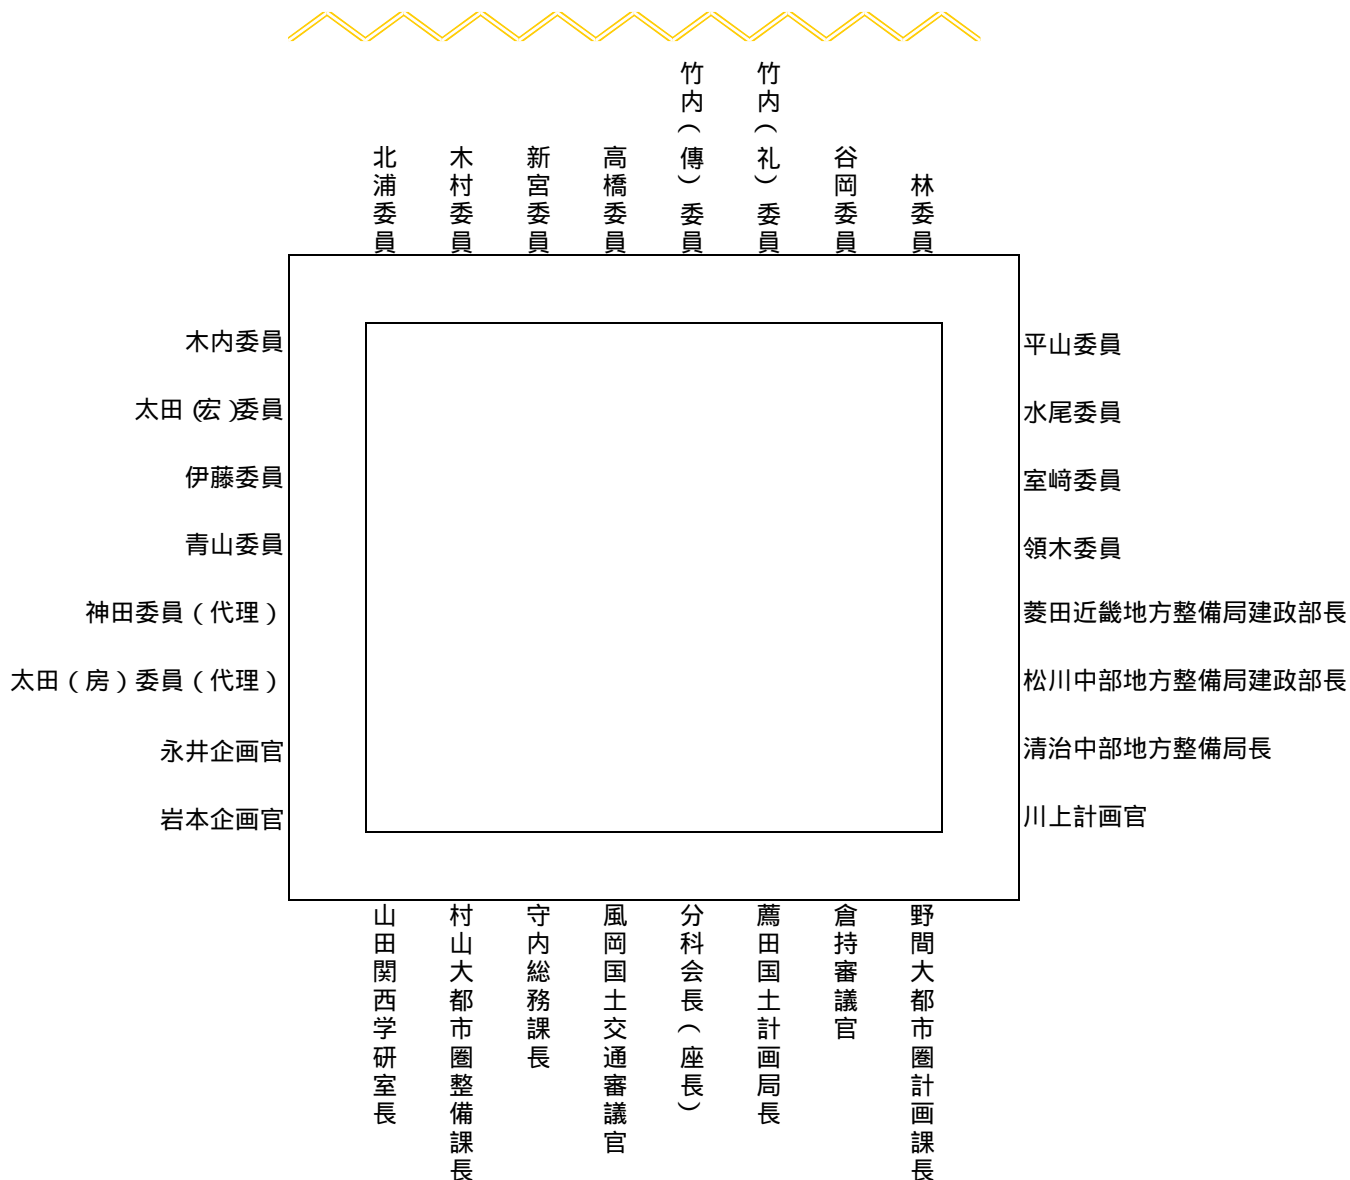 北浦委員
木村委員
新宮委員
高橋委員
竹内(傳)委員
竹内(礼)委員
谷岡委員
林委員
木内委員
太田(宏)委員
伊藤委員
青山委員
神田委員(代理)
太田(房)委員(代理)
永井企画官
岩本企画官
平山委員
水尾委員
室﨑委員
領木委員
菱田近畿地方整備局建政部長
松川中部地方整備局建政部長
清治中部地方整備局長
川上計画官
山田関西学研室長
村山大都市圏整備課長
守内総務課長
風岡国土交通審議官
分科会長(座長)
薦田国土計画局長
倉持審議官
野間大都市圏計画課長